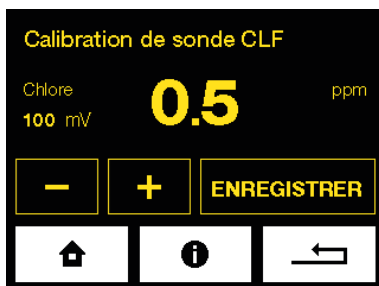 Calibration de sonde CLF
Chlore
100 mV
0.5
ppm
– + ENREGISTRER